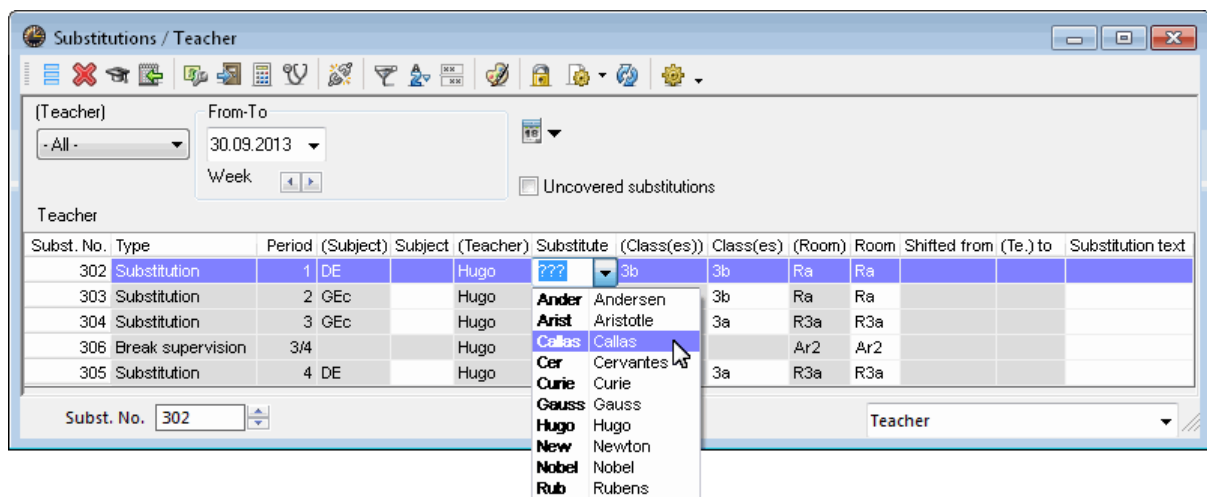 Substitutions / Teacher
(Teacher) From-To
- All - 30.09.2013
Week
Uncovered substitutions
Teacher
Subst. No. Type Period (Subject) Subject (Teacher) Substitute (Class(es)) Class(es) (Room) Room Shifted from (Te.) to Substitution text
302 Substitution 1 DE Hugo ??? 3b 3b Ra Ra
303 Substitution 2 GEc Hugo Ander Andersen 3b Ra Ra
304 Substitution 3 GEc Hugo Arist Aristotle 3a R3a R3a
306 Break supervision 3/4 Hugo Callas Callas Ar2 Ar2
Cer Cervantes
305 Substitution 4 DE Hugo Curie Curie 3a R3a R3a
Gauss Gauss
Subst. No. 302 Hugo Hugo Teacher
New Newton
Nobel Nobel
Rub Rubens